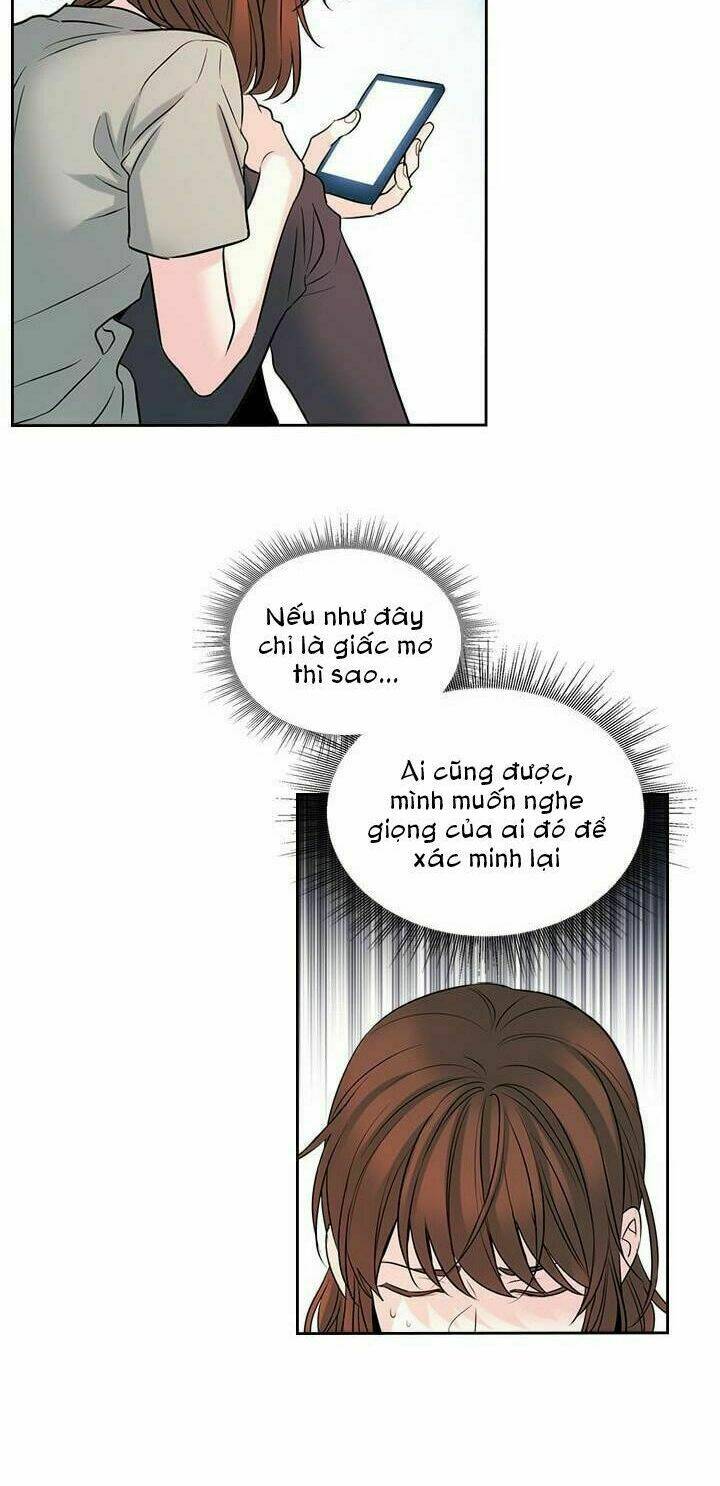 Nếu như đây
chỉ là giấc mơ
thì sao...
Ai cũng được,
mình muốn nghe
giọng của ai đó để
xác minh lại